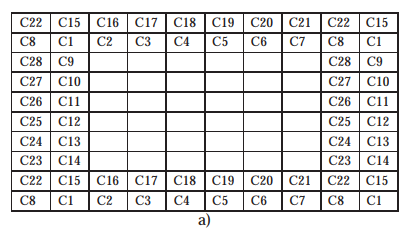 C22 C15 C16 C17 C18 C19 C20 C21 C22 C15
C8 C1 C2 C3 C4 C5 C6 C7 C8 C1
C28 C9 C28 C9
C27 C10 C27 C10
C26 C11 C26 C11
C25 C12 C25 C12
C24 C13 C24 C13
C23 C14 C23 C14
C22 C15 C16 C17 C18 C19 C20 C21 C22 C15
C8 C1 C2 C3 C4 C5 C6 C7 C8 C1
a)